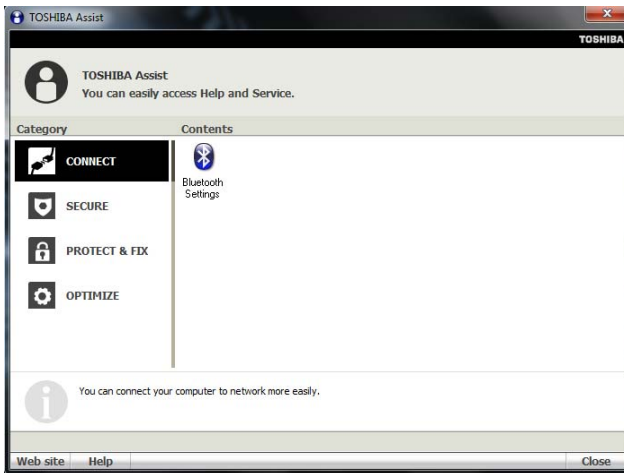 TOSHIBA Assist
TOSHIBA
TOSHIBA Assist
You can easily access Help and Service.
Category
Contents
CONNECT
Bluetooth
Settings
SECURE
PROTECT & FIX
OPTIMIZE
You can connect your computer to network more easily.
Web site
Help
Close